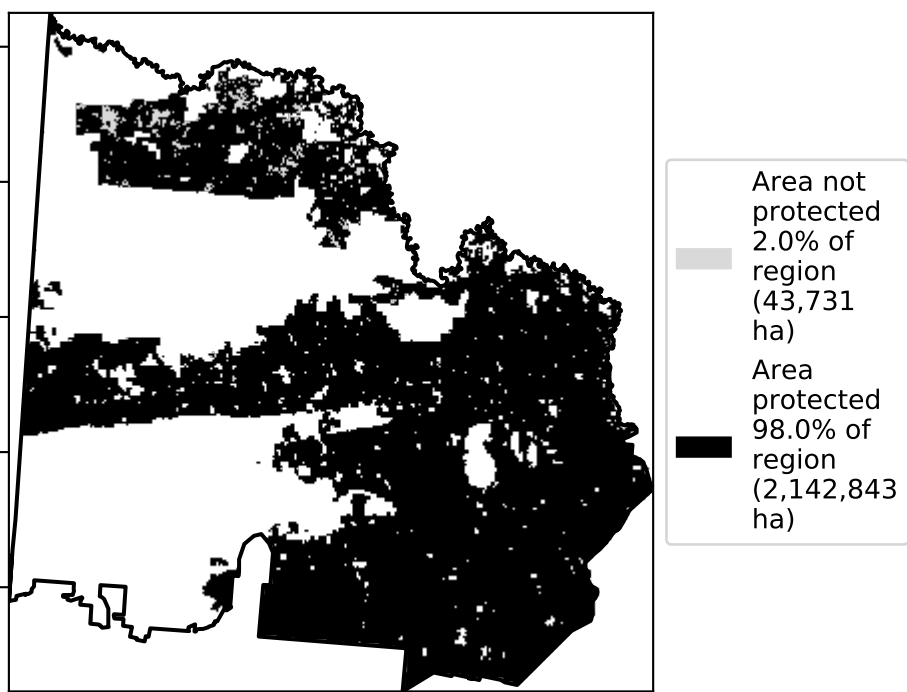 Area not
protected
2.0% of
region
(43,731
ha)
Area
protected
98.0% of
region
(2,142,843
ha)